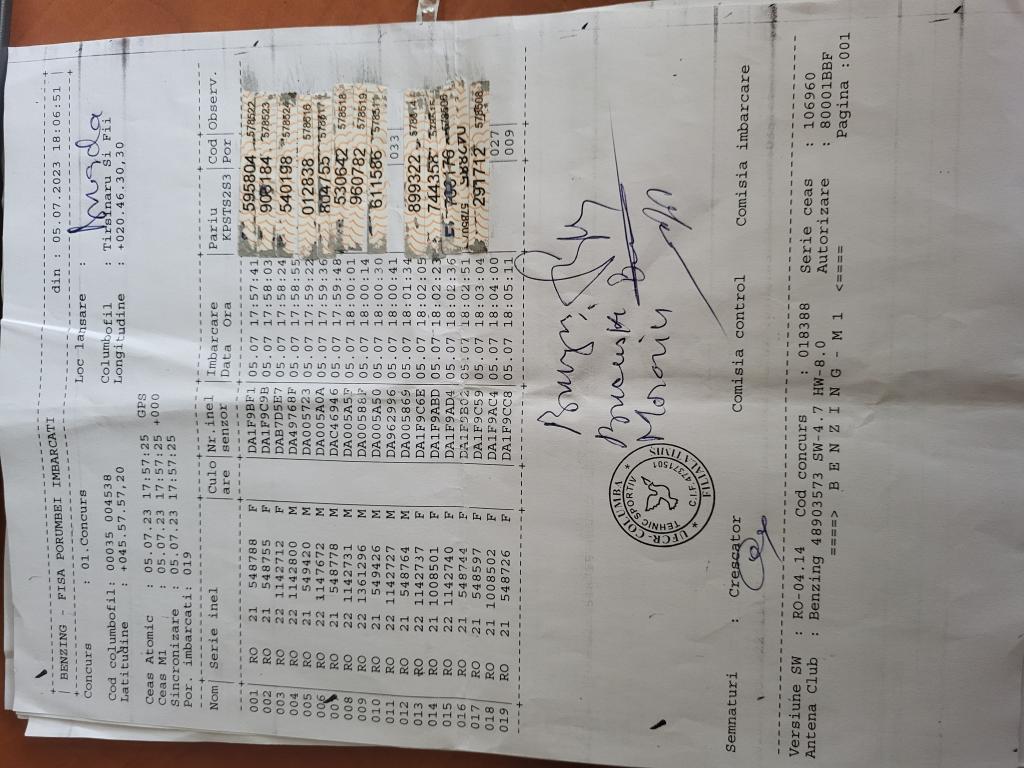 BENZING - FISA PORUMBEI IMBARCATI din : 05.07.2023 18:06:51
Concurs : 01.Concurs Loc lansare :
Cod columbofil: 00035 004538 Columbofil : Tirsinaru Si Fii
Latitudine : +045.57.57,20 Longitudine : +020.46.30,30
GPS
Ceas Atomic : 05.07.23 17:57:25
Ceas M1 : 05.07.23 17:57:25 +000
Sincronizare : 05.07.23 17:57:25
Por. imbarcati: 019
Nom Serie inel Culo Nr.inel Imbarcare Pariu Cod Observ.
are senzor Data Ora KPSTS2S3 Por
001 RO 21 548788 F DA1F9BF1 05.07 17:57:41 595804 578522
002 RO 21 548755 F DA1F9C9B 05.07 17:58:03 578523
003 RO 22 1142712 F DAB7D5E7 05.07 17:58:24 540198
004 RO 22 1142800 M DA49768F 05.07 17:58:55 012838
005 RO 21 549420 M DA005723 05.07 17:59:22
RO 22 1147672 M DA005A0A 05.07 17:59:36
RO 21 548778 M DAC46946 05.07 17:59:48 530642
008 RO 22 1142731 M DA005A5F 05.07 18:00:01 960782
009 RO 22 1361296 M DA00588F 05.07 18:00:14
010 RO 21 549426 M DA005A60 05.07 18:00:30 611586
011 RO 22 1142727 M DA962986 05.07 18:00:41 033
012 RO 21 548764 M DA005869 05.07 18:01:34
013 RO 22 1142737 F DA1F9CCE 05.07 18:02:05 899322
014 RO 21 1008501 F DA1F9ABD 05.07 18:02:23
015 RO 22 1142740 F DA1F9AD4 05.07 18:02:36
016 RO 21 548744 F 05.07 18:02:51
017 RO 21 548597 F DA1F9C59 05.07 18:03:04 297712
018 RO 21 1008502 F DA1F9AC4 05.07 18:04:00 027
019 RO 21 548726 F DA1F9CC8 05.07 18:05:11 009
UFCR-COLUMBA
TEHNIC SPORTIV
C.I.F.47371501
Semnaturi : Crescator Comisia control Comisia imbarcare
Versiune SW : RO-04.14 Cod concurs : 018388 Serie ceas : 106960
Antena Club : Benzing 48903573 SW-4.7 HW-8.0 Autorizare : 80001BBF
====> B E N Z I N G - M 1 <==== Pagina :001